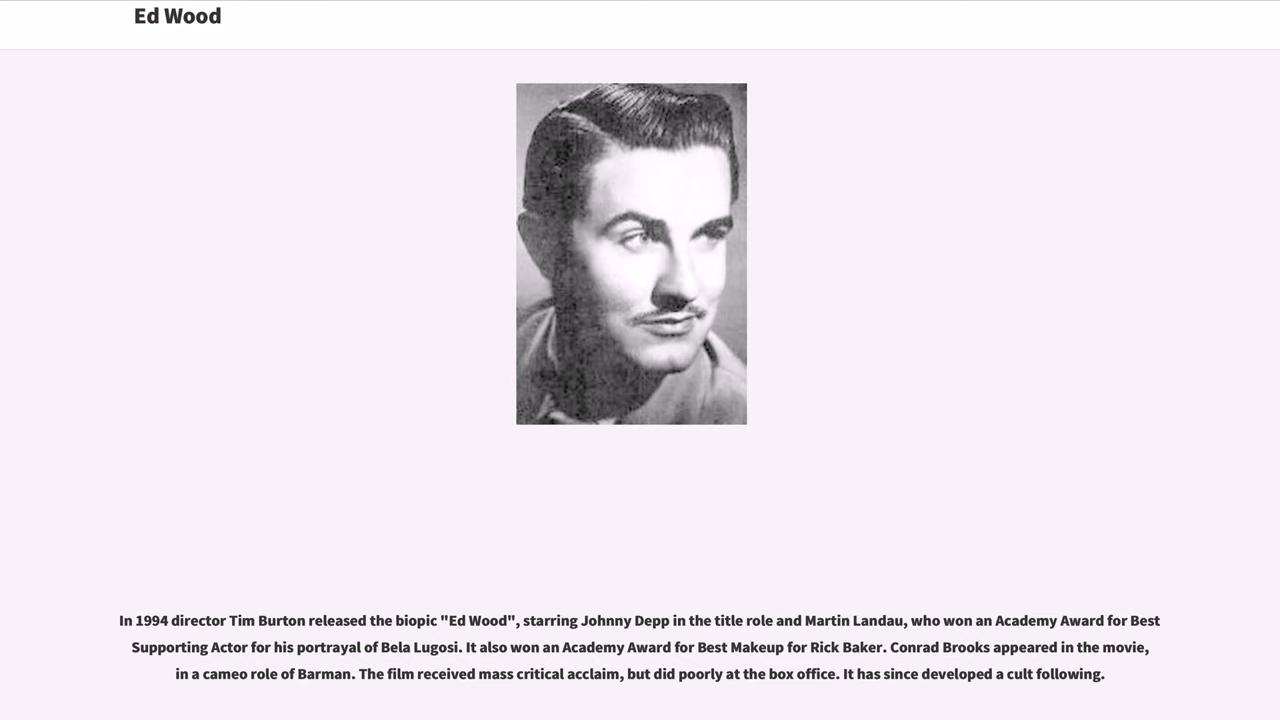 Ed Wood
In 1994 director Tim Burton released the biopic "Ed Wood", starring Johnny Depp in the title role and Martin Landau, who won an Academy Award for Best
Supporting Actor for his portrayal of Bela Lugosi. It also won an Academy Award for Best Makeup for Rick Baker. Conrad Brooks appeared in the movie,
in a cameo role of Barman. The film received mass critical acclaim, but did poorly at the box office. It has since developed a cult following.